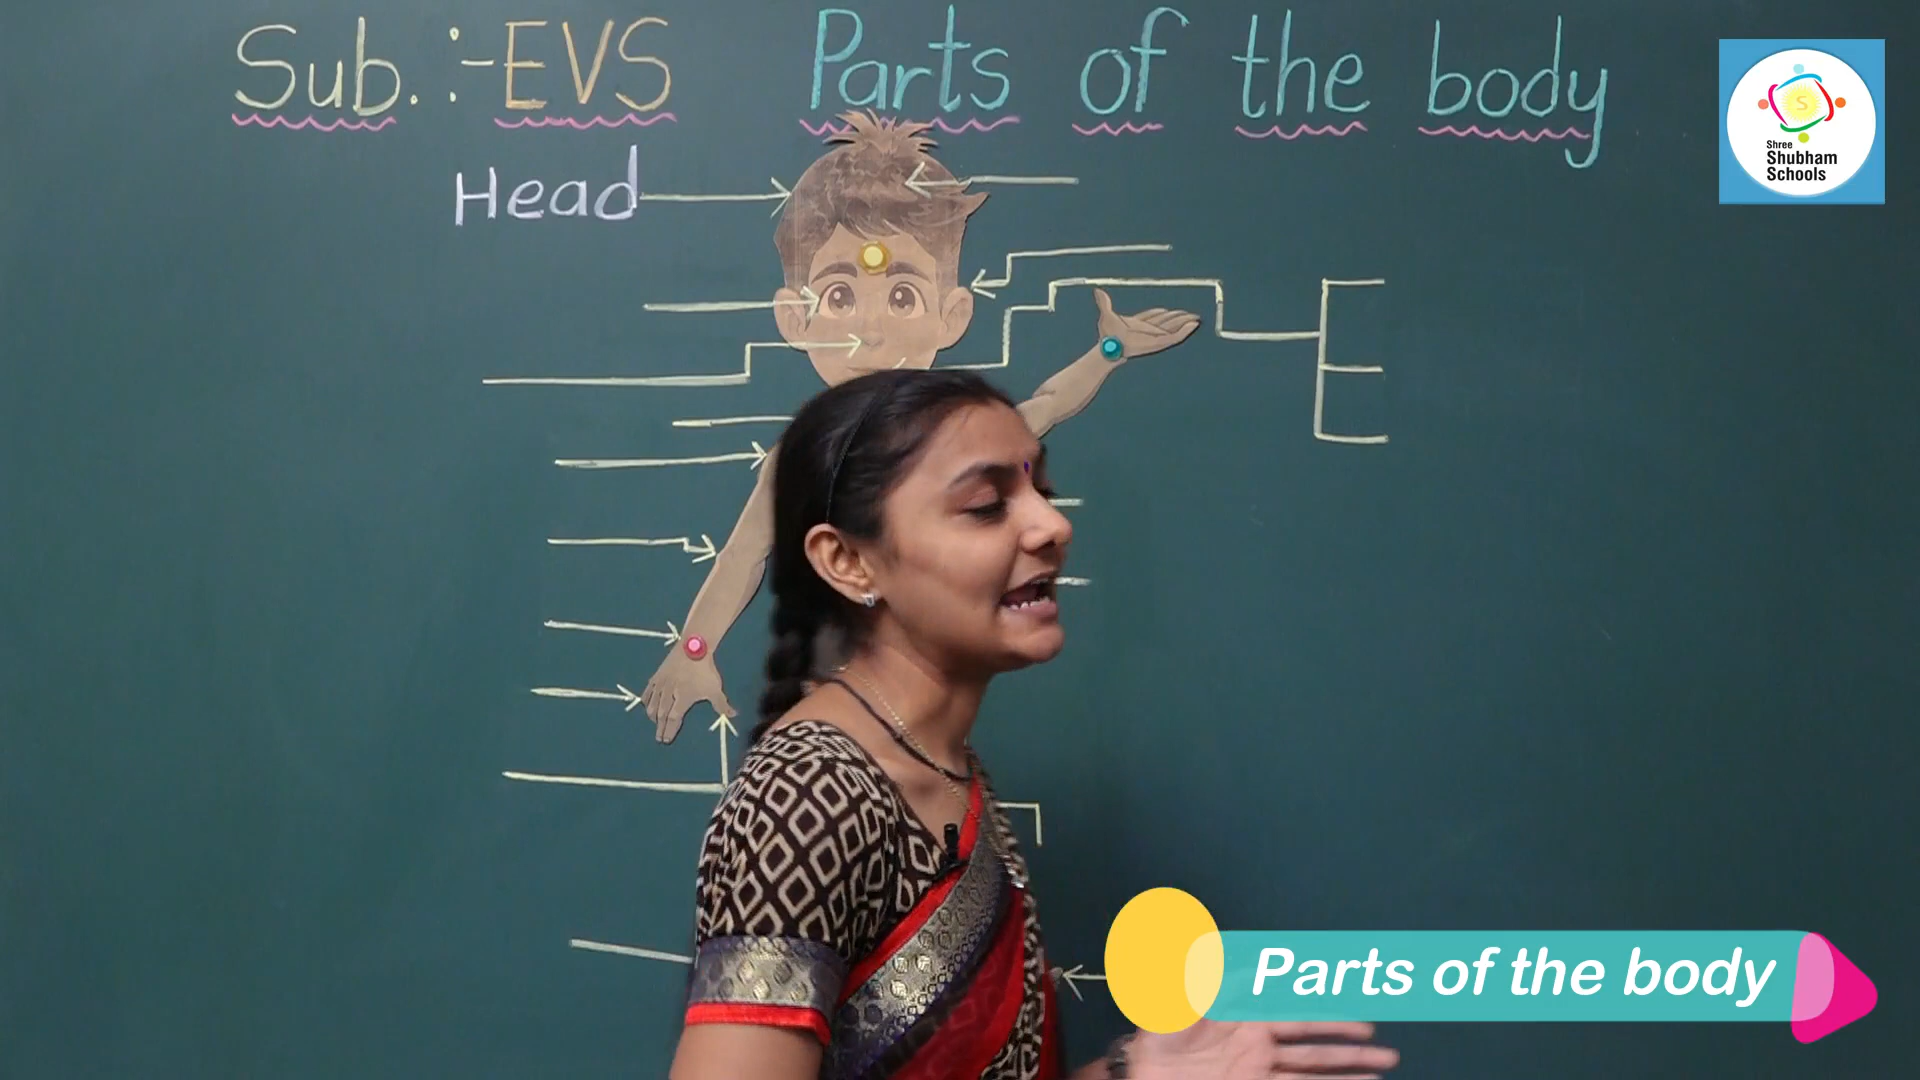 Sub. :- EVS Parts of the body
Head
Shree
Shubham
Schools
S
Parts of the body